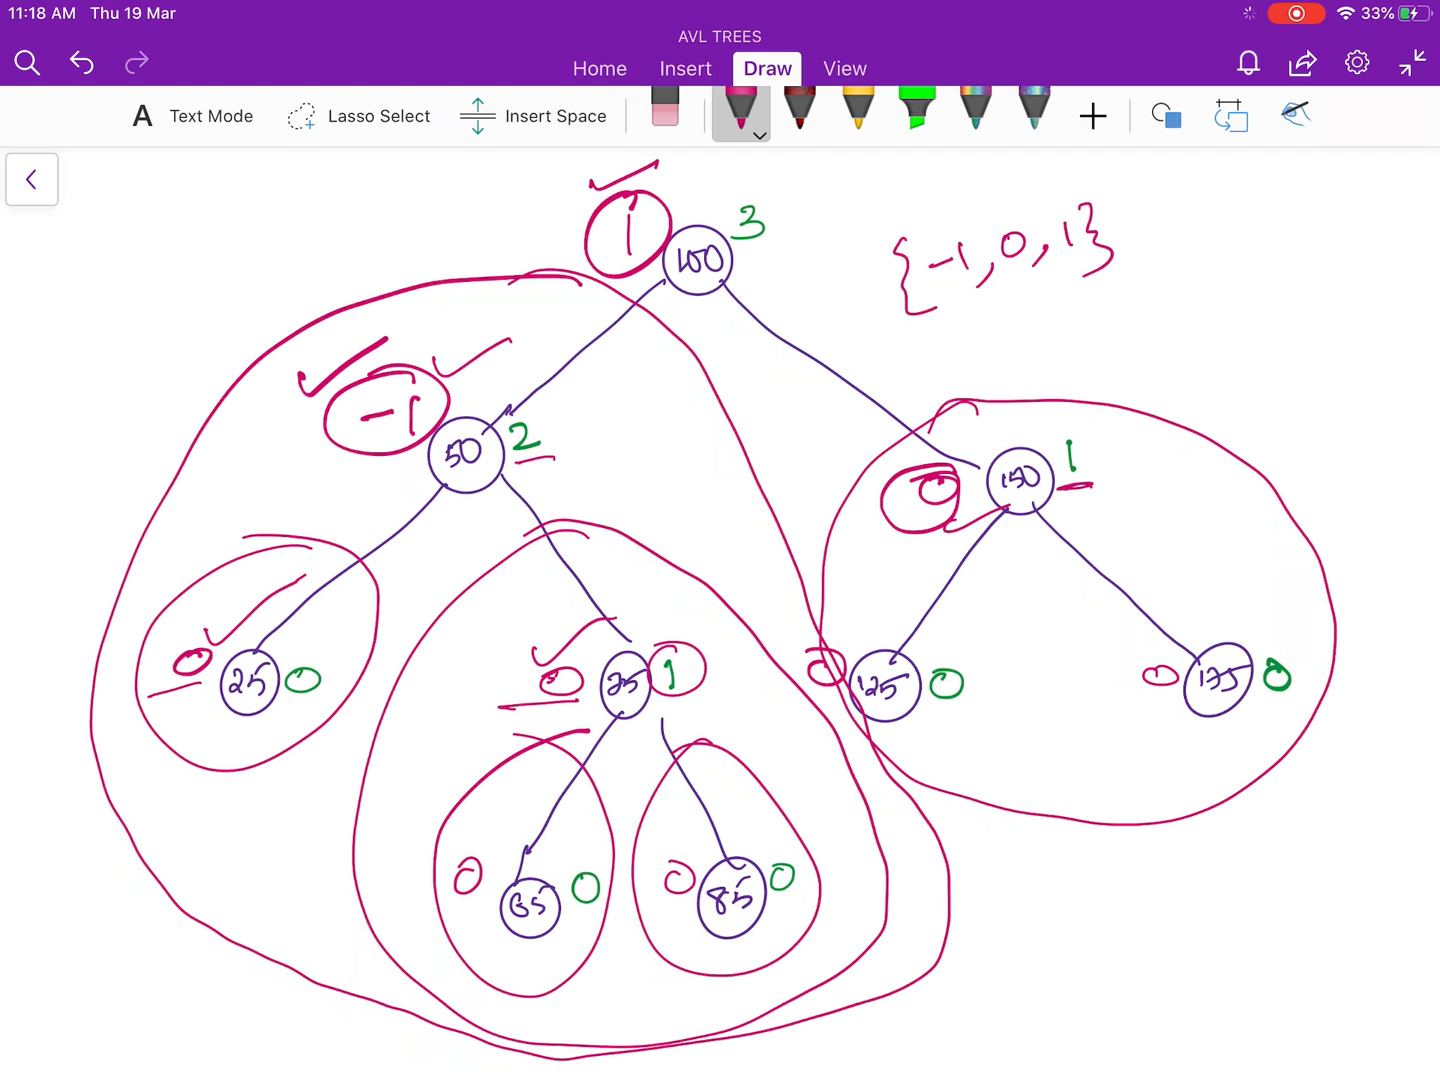 11:18 AM Thu 19 Mar
33%
AVL TREES
Home Insert Draw View
A Text Mode Lasso Select Insert Space
1 100 3
{-1, 0, 1}
-1 50 2
0 150 1
0 25 0
0 75 1
0 125 0
0 175 0
0 65 0
0 85 0